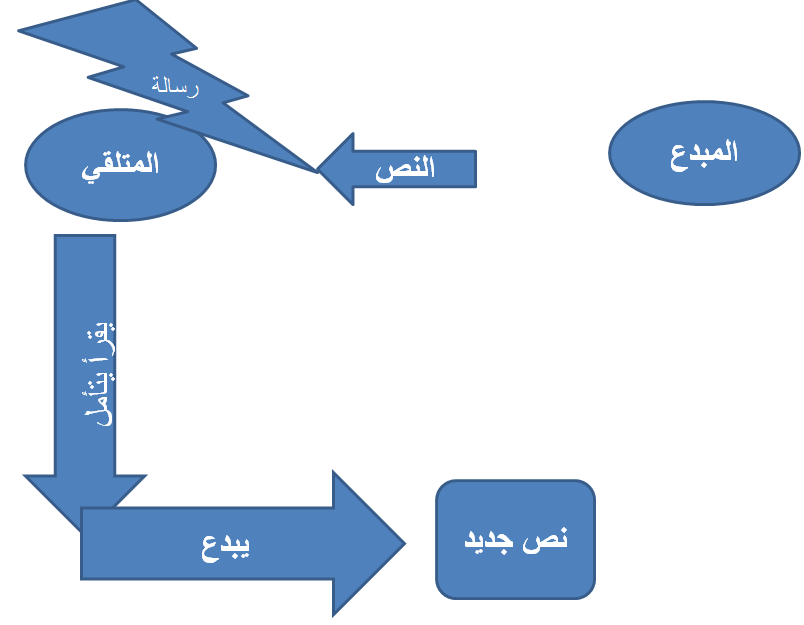 رسالة
المبدع
النص
المتلقي
يقرأ يتأمل
يبدع
نص جديد